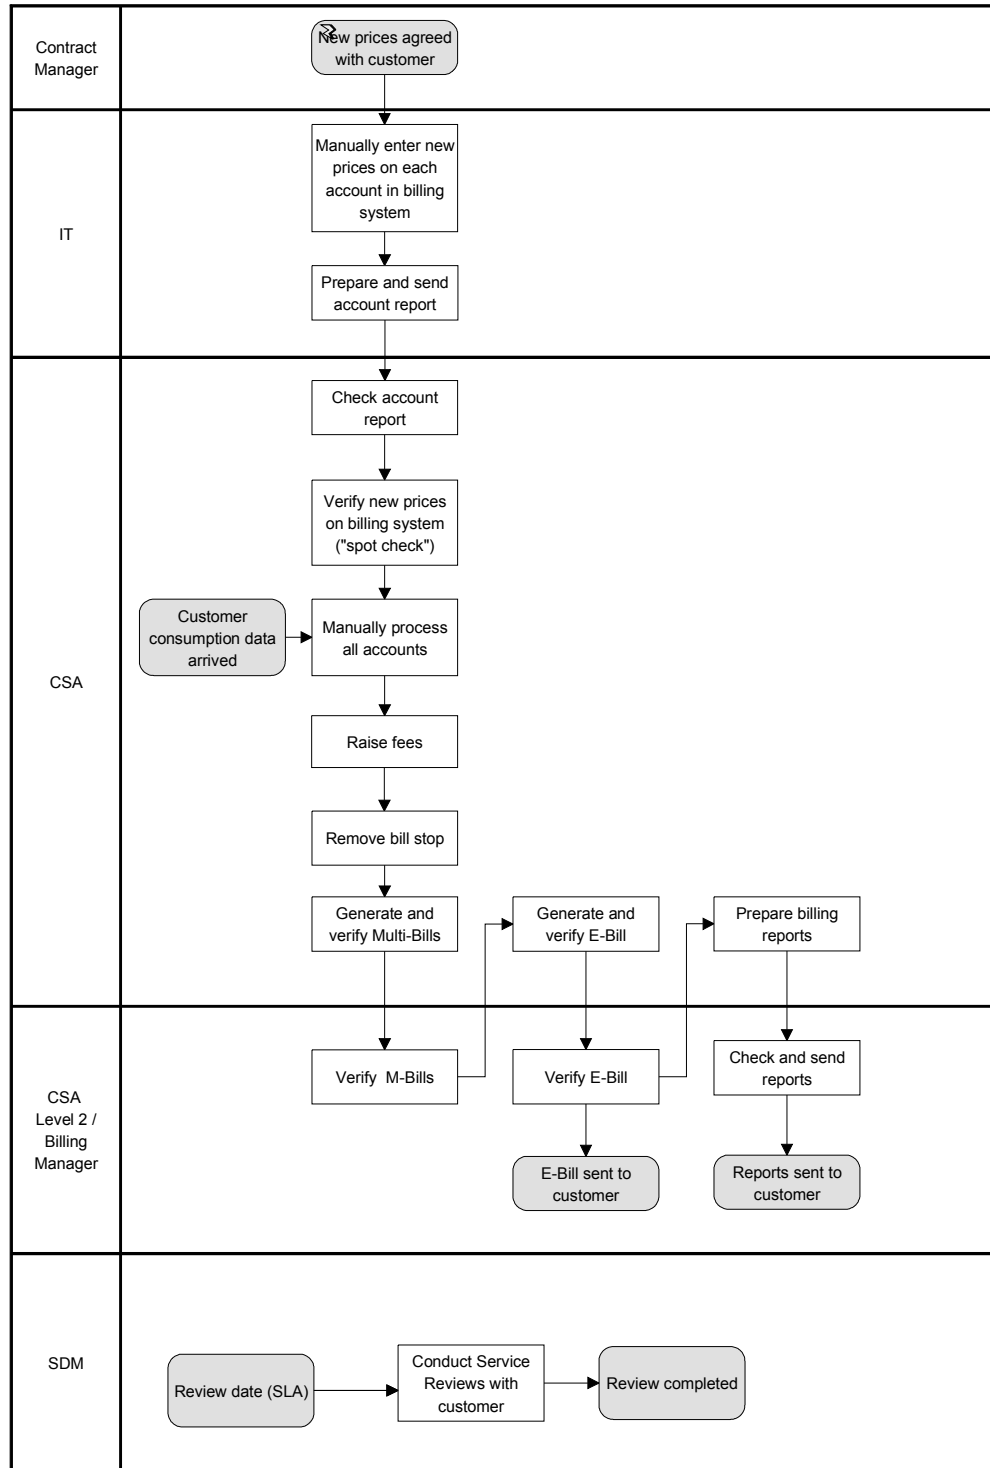 Contract
Manager
New prices agreed
with customer
IT
Manually enter new
prices on each
account in billing
system
Prepare and send
account report
CSA
Check account
report
Verify new prices
on billing system
("spot check")
Customer
consumption data
arrived
Manually process
all accounts
Raise fees
Remove bill stop
Generate and
verify Multi-Bills
Generate and
verify E-Bill
Prepare billing
reports
CSA
Level 2 /
Billing
Manager
Verify M-Bills
Verify E-Bill
Check and send
reports
E-Bill sent to
customer
Reports sent to
customer
SDM
Review date (SLA)
Conduct Service
Reviews with
customer
Review completed